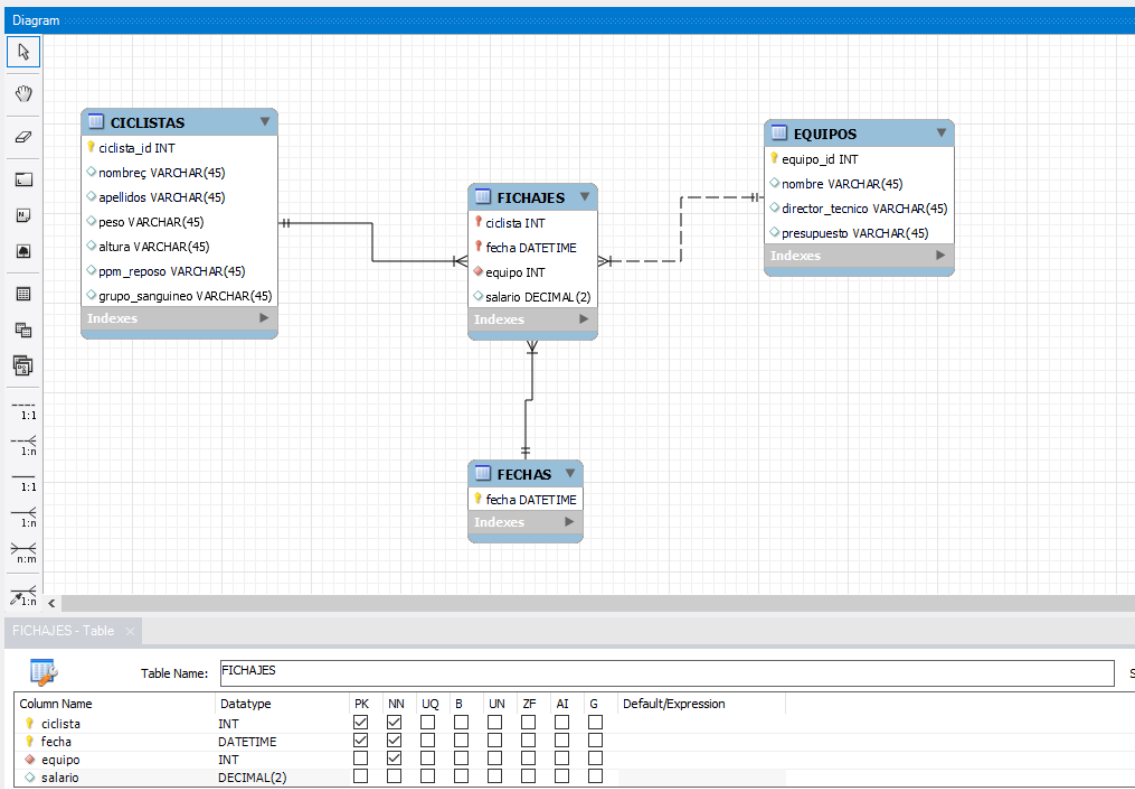 Diagram
CICLISTAS
ciclista_id INT
nombreç VARCHAR(45)
apellidos VARCHAR(45)
peso VARCHAR(45)
altura VARCHAR(45)
ppm_reposo VARCHAR(45)
grupo_sanguineo VARCHAR(45)
Indexes
FICHAJES
ciclista INT
fecha DATETIME
equipo INT
salario DECIMAL(2)
Indexes
EQUIPOS
equipo_id INT
nombre VARCHAR(45)
director_tecnico VARCHAR(45)
presupuesto VARCHAR(45)
Indexes
FECHAS
fecha DATETIME
Indexes
1:1
1:n
1:1
1:n
n:m
1:n
FICHAJES - Table
Table Name: FICHAJES S
Column Name Datatype PK NN UQ B UN ZF AI G Default/Expression
ciclista INT
fecha DATETIME
equipo INT
salario DECIMAL(2)